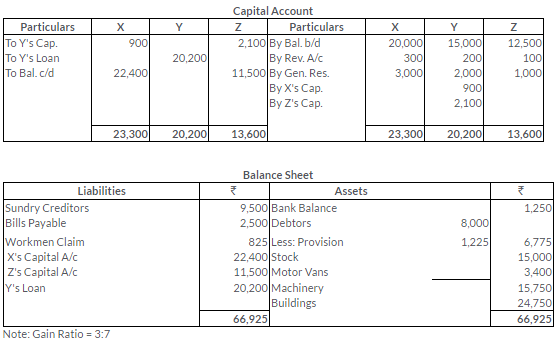 Capital Account
Particulars X Y Z Particulars X Y Z
To Y's Cap. 900 2,100 By Bal. b/d 20,000 15,000 12,500
To Y's Loan 20,200 By Rev. A/c 300 200 100
To Bal. c/d 22,400 11,500 By Gen. Res. 3,000 2,000 1,000
By X's Cap. 900
By Z's Cap. 2,100
23,300 20,200 13,600 23,300 20,200 13,600
Balance Sheet
Liabilities ₹ Assets ₹
Sundry Creditors 9,500 Bank Balance 1,250
Bills Payable 2,500 Debtors 8,000
Workmen Claim 825 Less: Provision 1,225 6,775
X's Capital A/c 22,400 Stock 15,000
Z's Capital A/c 11,500 Motor Vans 3,400
Y's Loan 20,200 Machinery 15,750
Buildings 24,750
66,925 66,925
Note: Gain Ratio = 3:7